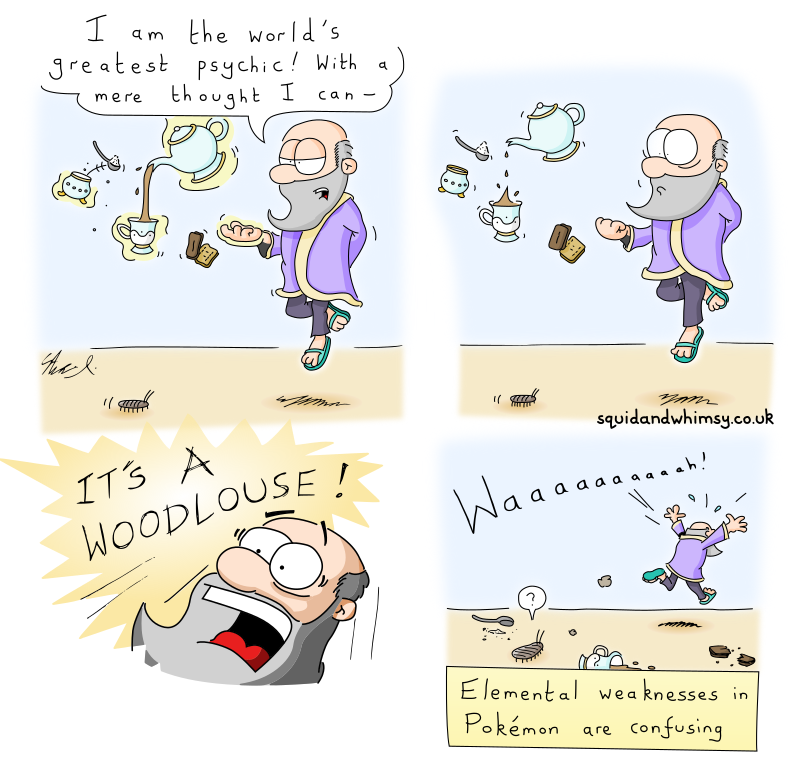 I am the world's
greatest psychic! With a
mere thought I can—
squidandwhimsy.co.uk
IT'S A
WOODLOUSE!
Waaaaaaaaaah!
?
Elemental weaknesses in
Pokémon are confusing